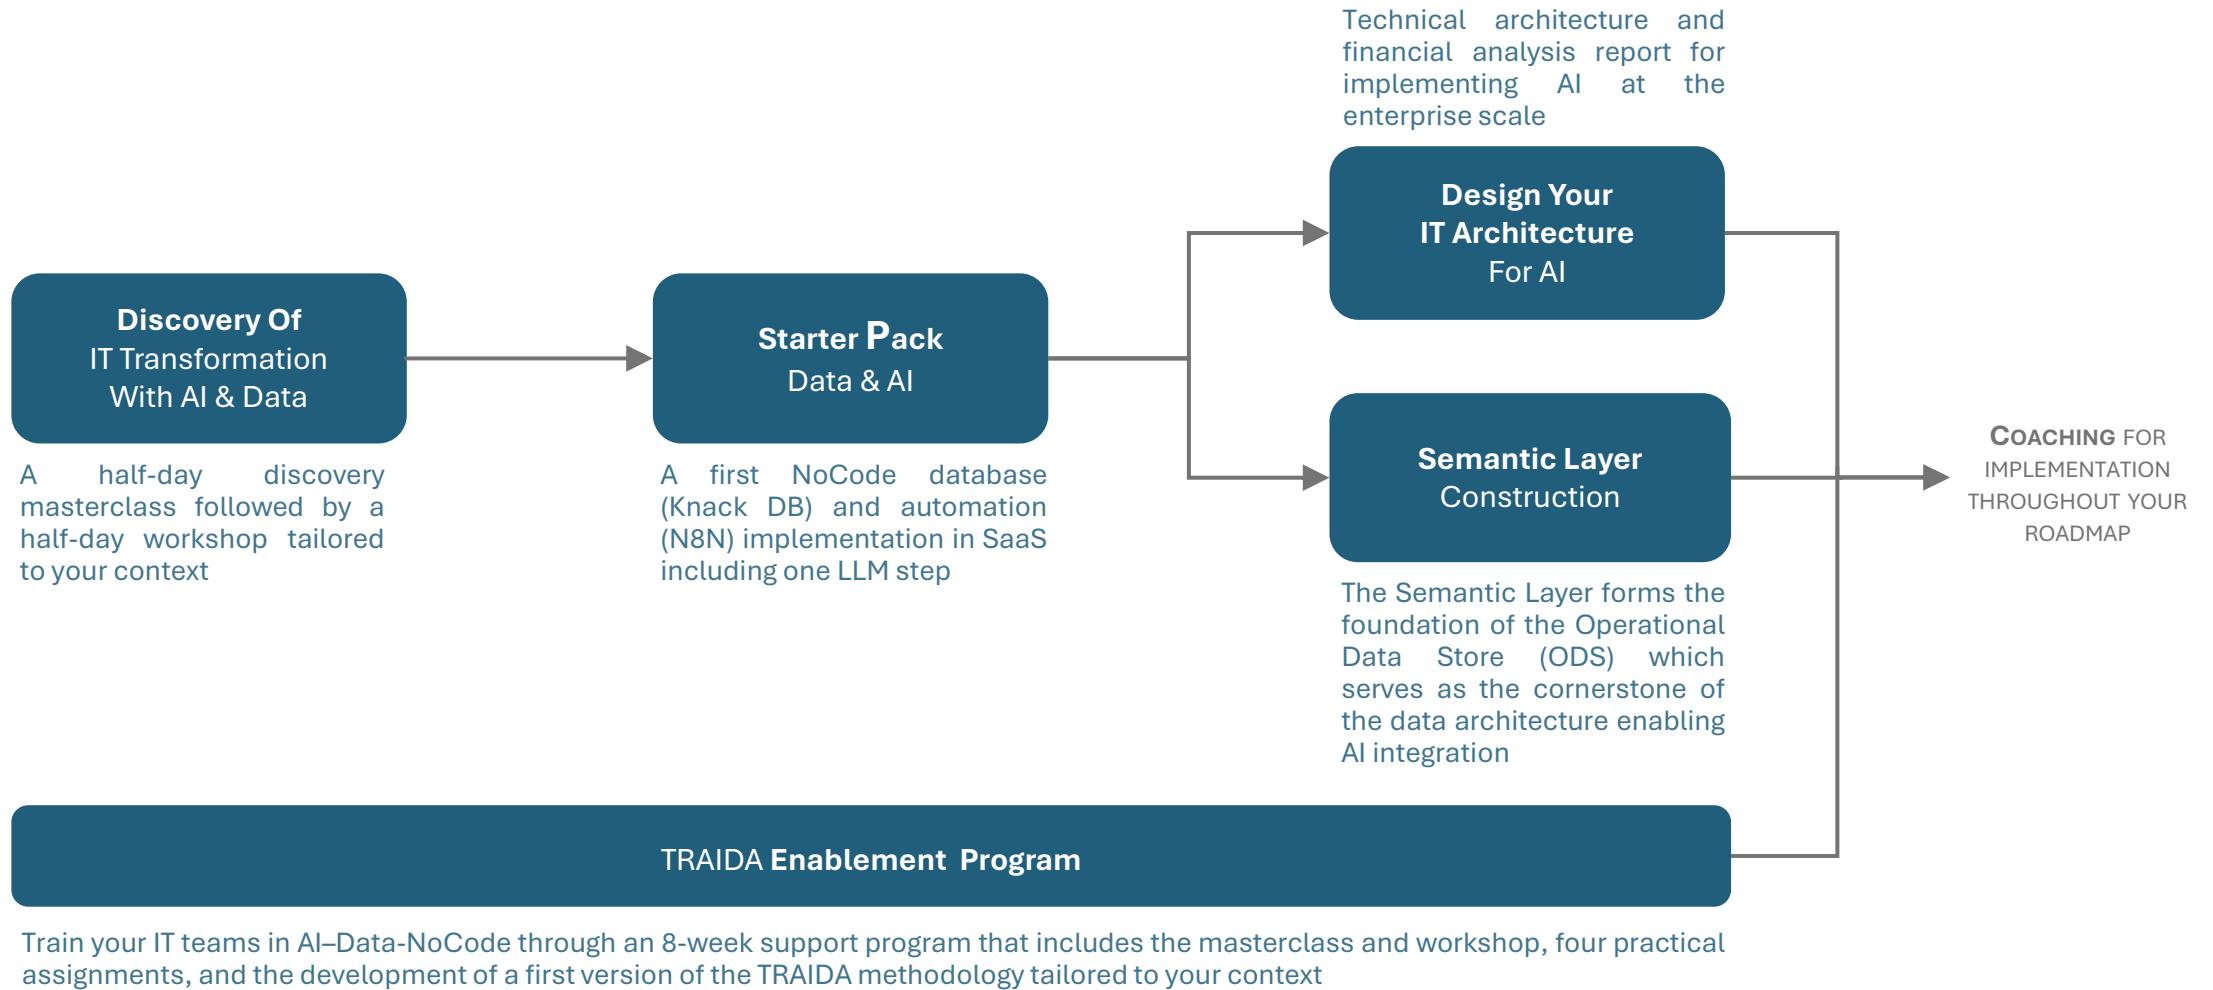 Technical architecture and
financial analysis report for
implementing AI at the
enterprise scale
Design Your
IT Architecture
For AI
Discovery Of
IT Transformation
With AI & Data
Starter Pack
Data & AI
A half-day discovery
masterclass followed by a
half-day workshop tailored
to your context
A first NoCode database
(Knack DB) and automation
(N8N) implementation in SaaS
including one LLM step
Semantic Layer
Construction
The Semantic Layer forms the
foundation of the Operational
Data Store (ODS) which
serves as the cornerstone of
the data architecture enabling
AI integration
COACHING FOR
IMPLEMENTATION
THROUGHOUT YOUR
ROADMAP
TRAIDA Enablement Program
Train your IT teams in AI–Data-NoCode through an 8-week support program that includes the masterclass and workshop, four practical
assignments, and the development of a first version of the TRAIDA methodology tailored to your context